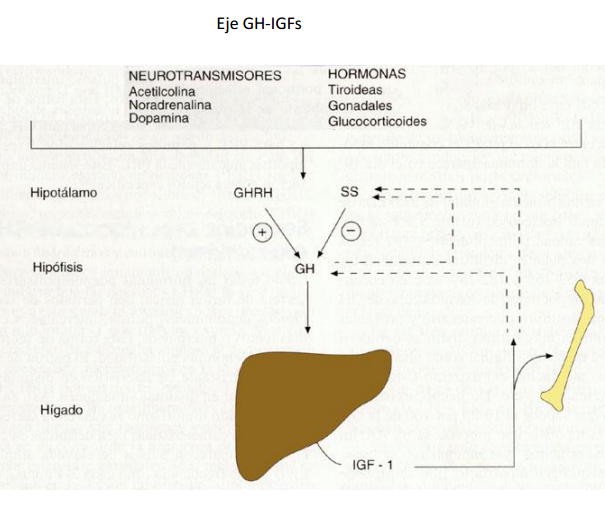 Eje GH-IGFs
NEUROTRANSMISORES
Acetilcolina
Noradrenalina
Dopamina
HORMONAS
Tiroideas
Gonadales
Glucocorticoides
Hipotálamo
GHRH
SS
+
−
Hipófisis
GH
Hígado
IGF - 1